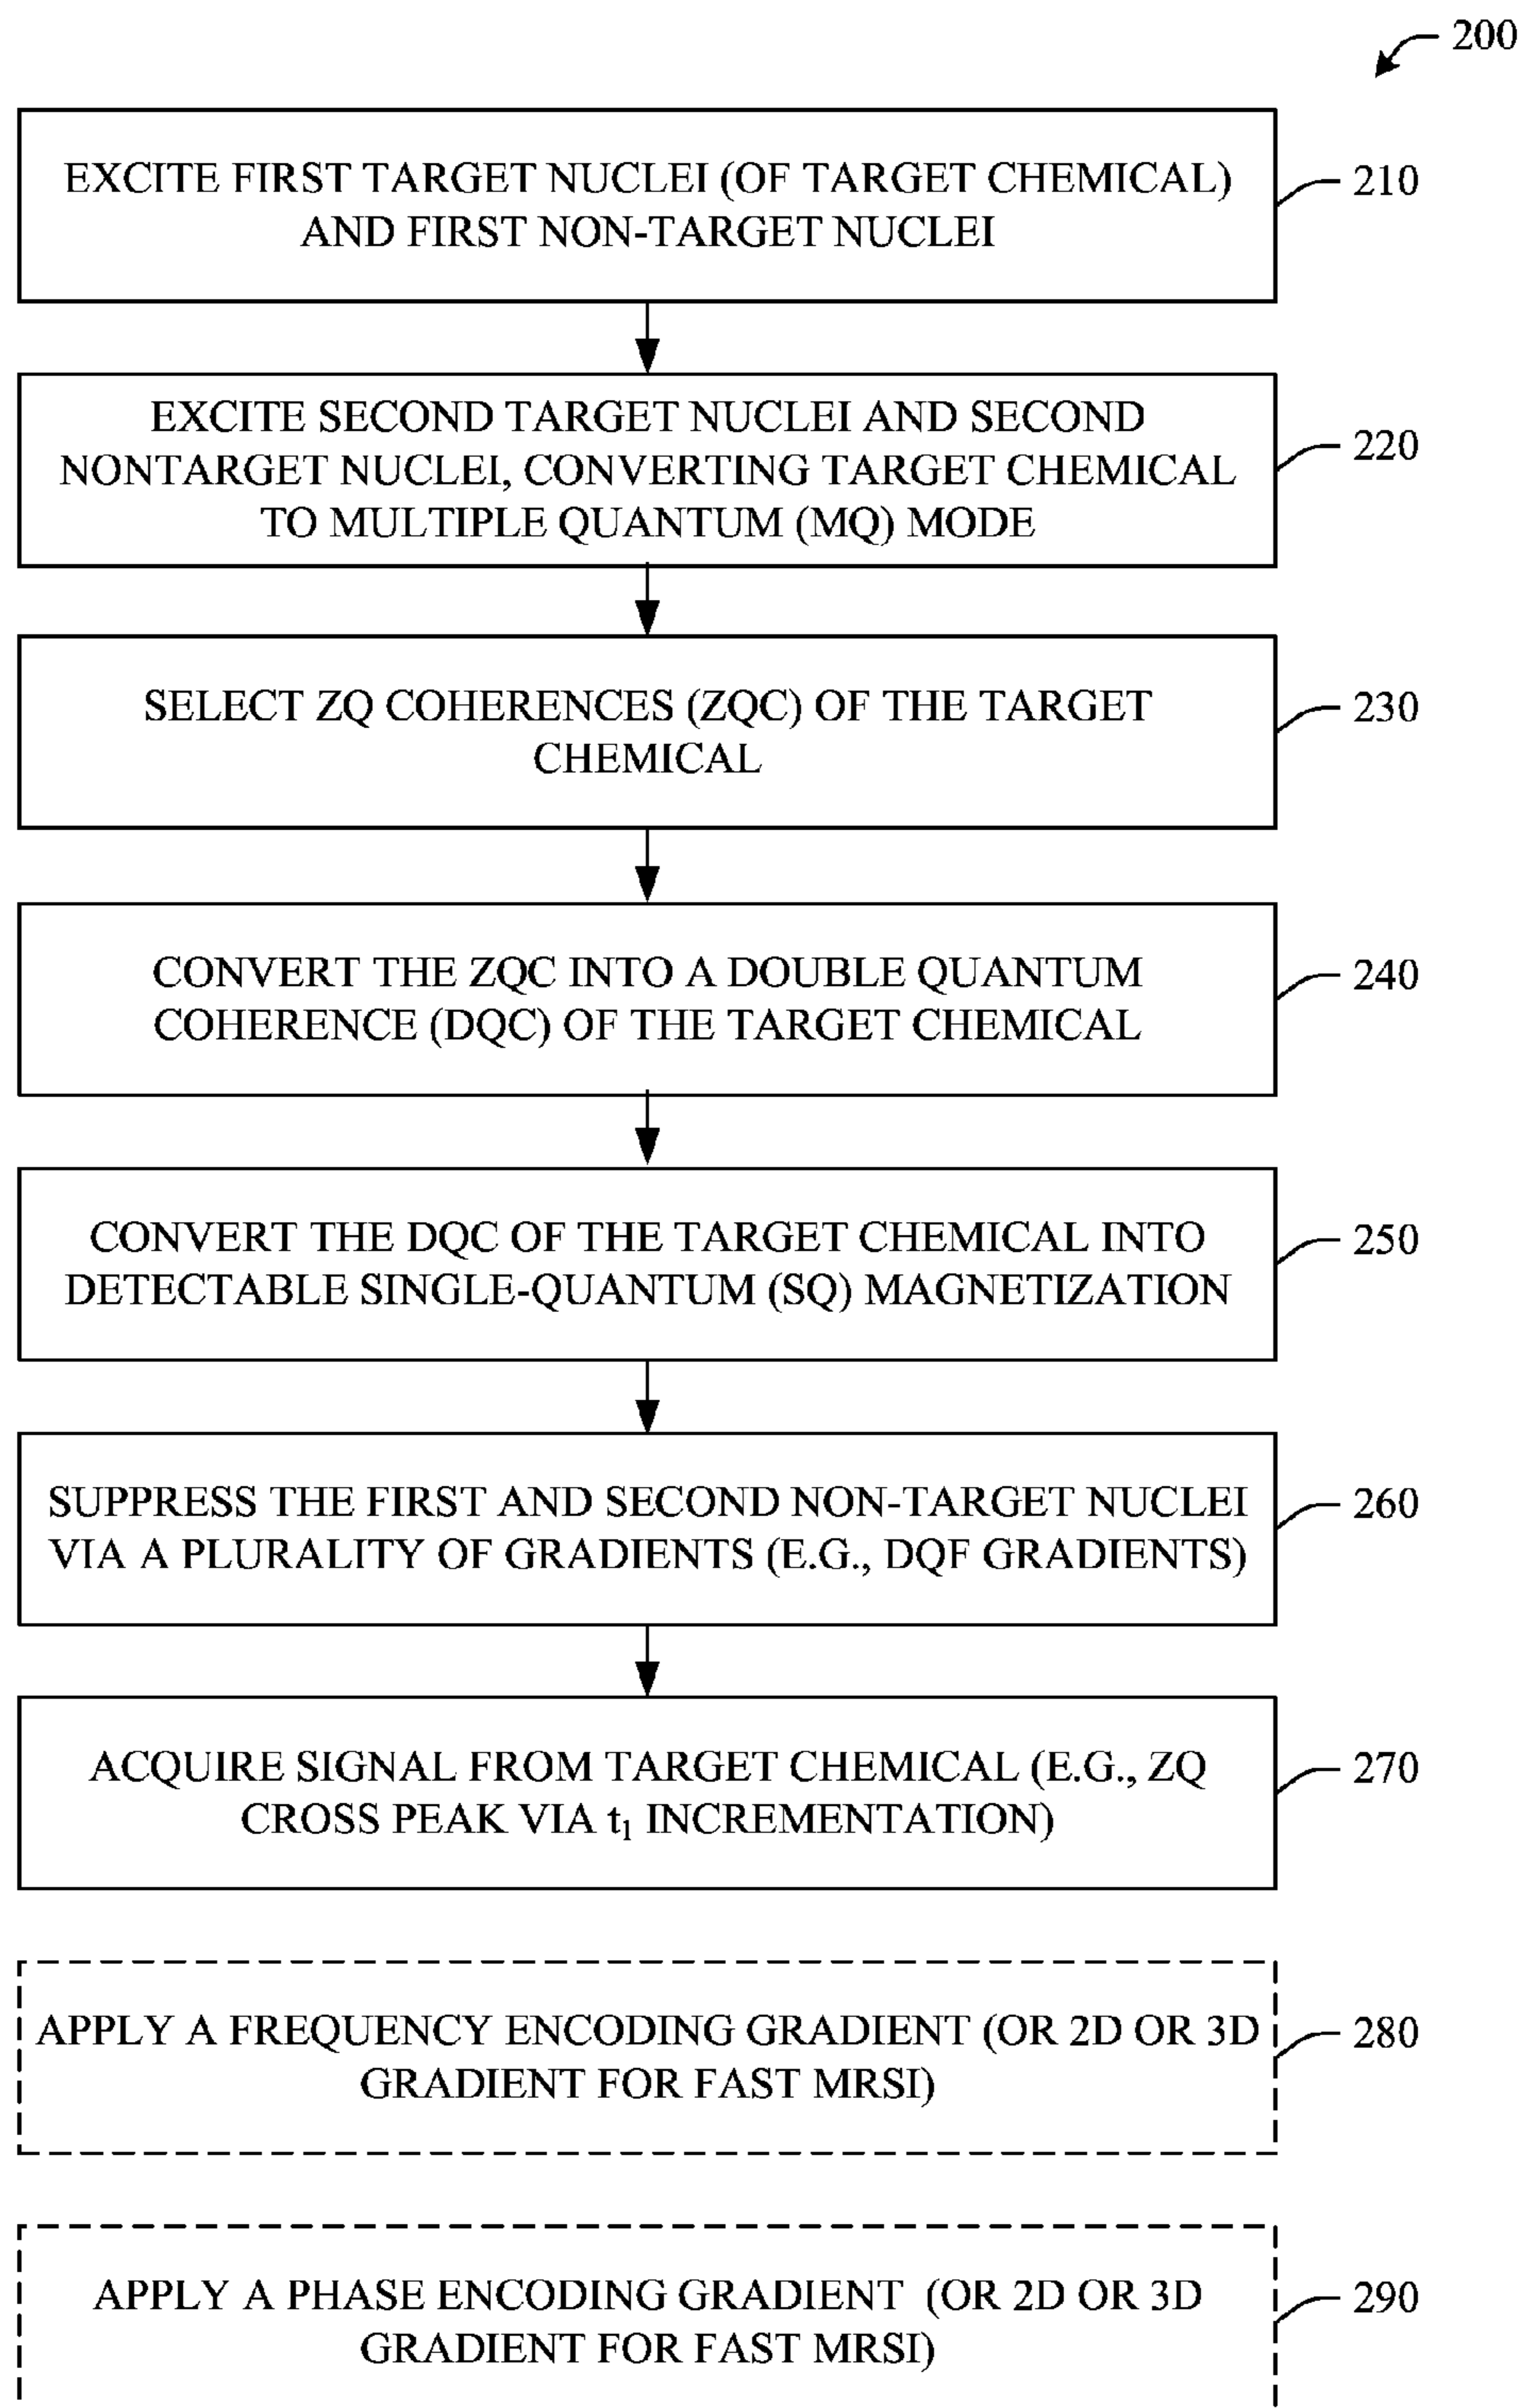 200
EXCITE FIRST TARGET NUCLEI (OF TARGET CHEMICAL)
AND FIRST NON-TARGET NUCLEI
210
EXCITE SECOND TARGET NUCLEI AND SECOND
NONTARGET NUCLEI, CONVERTING TARGET CHEMICAL
TO MULTIPLE QUANTUM (MQ) MODE
220
SELECT ZQ COHERENCES (ZQC) OF THE TARGET
CHEMICAL
230
CONVERT THE ZQC INTO A DOUBLE QUANTUM
COHERENCE (DQC) OF THE TARGET CHEMICAL
240
CONVERT THE DQC OF THE TARGET CHEMICAL INTO
DETECTABLE SINGLE-QUANTUM (SQ) MAGNETIZATION
250
SUPPRESS THE FIRST AND SECOND NON-TARGET NUCLEI
VIA A PLURALITY OF GRADIENTS (E.G., DQF GRADIENTS)
260
ACQUIRE SIGNAL FROM TARGET CHEMICAL (E.G., ZQ
CROSS PEAK VIA t₁ INCREMENTATION)
270
APPLY A FREQUENCY ENCODING GRADIENT (OR 2D OR 3D
GRADIENT FOR FAST MRSI)
280
APPLY A PHASE ENCODING GRADIENT (OR 2D OR 3D
GRADIENT FOR FAST MRSI)
290